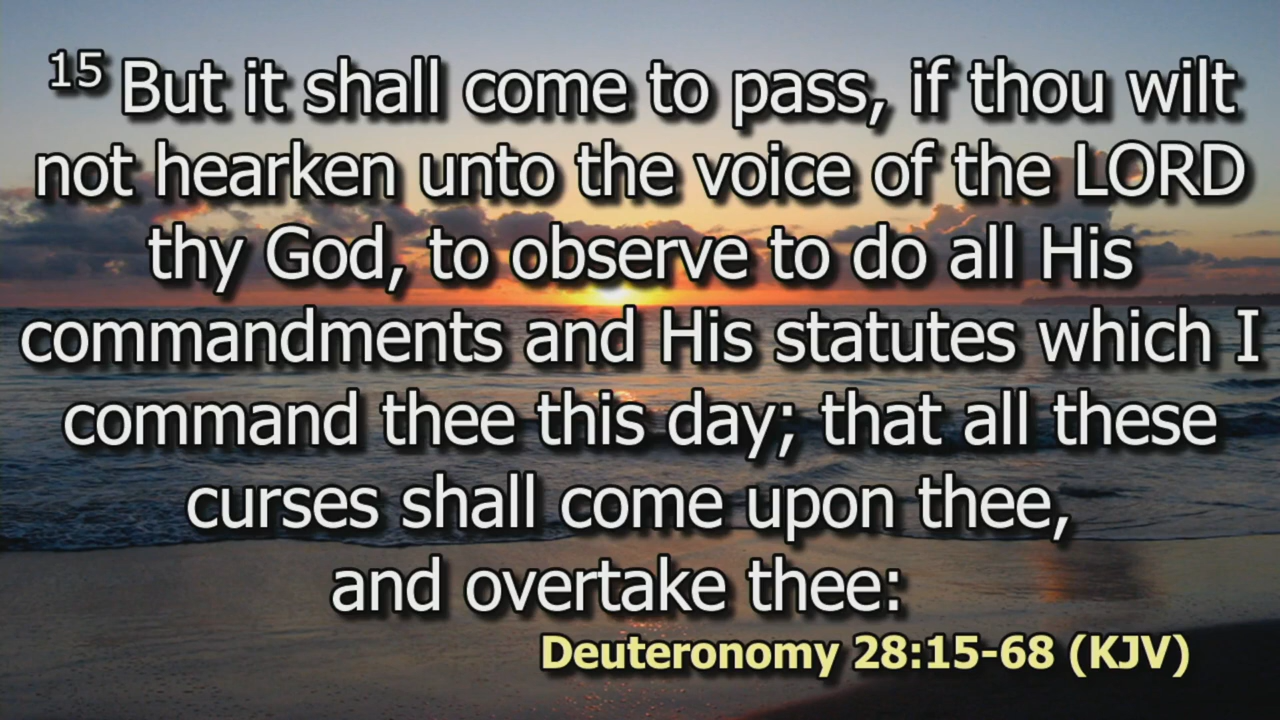 15 But it shall come to pass, if thou wilt
not hearken unto the voice of the LORD
thy God, to observe to do all His
commandments and His statutes which I
command thee this day; that all these
curses shall come upon thee,
and overtake thee:
Deuteronomy 28:15-68 (KJV)